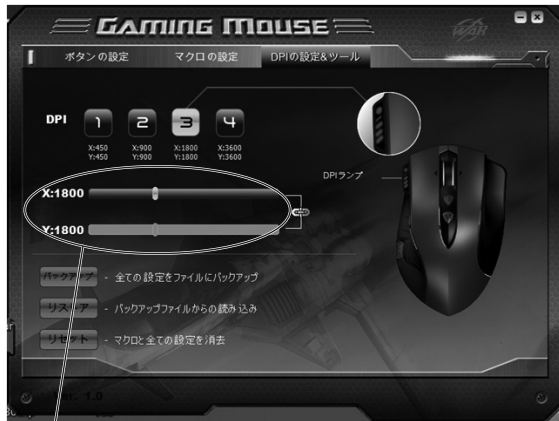 GAMING MOUSE
WAR
ボタンの設定 マクロの設定 DPIの設定&ツール
DPI 1 2 3 4
X:450 X:900 X:1800 X:3600
Y:450 Y:900 Y:1800 Y:3600
DPIランプ
X:1800
Y:1800
バックアップ - 全ての設定をファイルにバックアップ
リストア - バックアップファイルからの読み込み
リセット - マクロと全ての設定を消去
Ver. 1.0